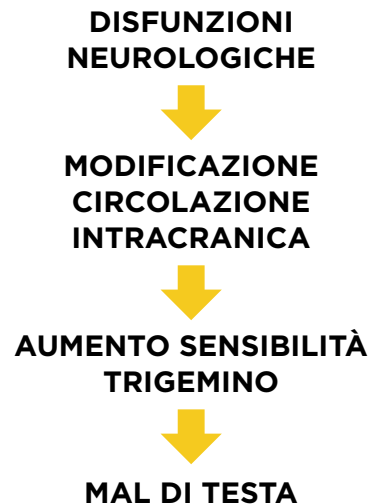 DISFUNZIONI
NEUROLOGICHE
MODIFICAZIONE
CIRCOLAZIONE
INTRACRANICA
AUMENTO SENSIBILITÀ
TRIGEMINO
MAL DI TESTA